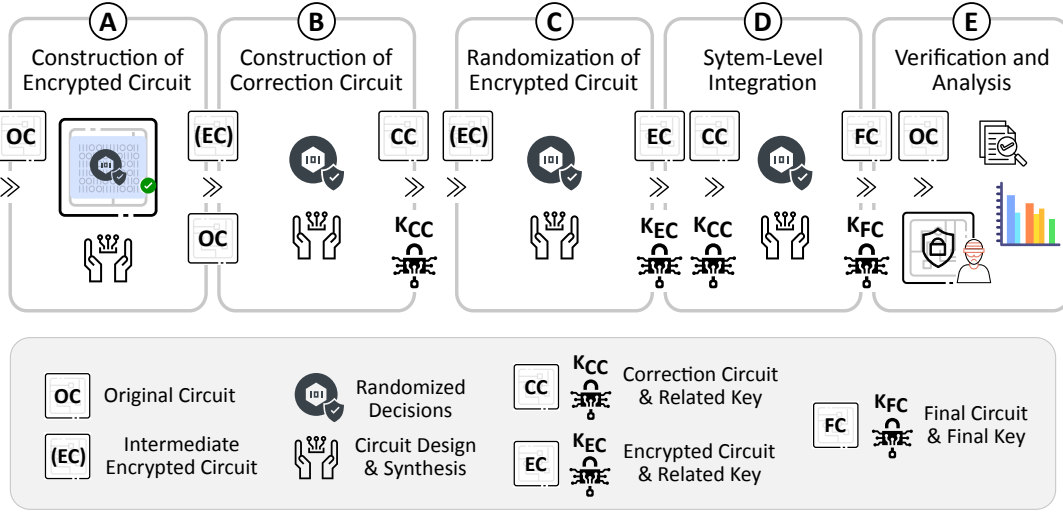 A
B
C
D
E
Construction of
Encrypted Circuit
Construction of
Correction Circuit
Randomization of
Encrypted Circuit
Sytem-Level
Integration
Verification and
Analysis
OC
(EC)
CC
(EC)
EC
CC
FC
OC
OC
KCC
KEC
KCC
KFC
OC
Original Circuit
(EC)
Intermediate
Encrypted Circuit
Randomized
Decisions
Circuit Design
& Synthesis
CC
KCC
Correction Circuit
& Related Key
EC
KEC
Encrypted Circuit
& Related Key
FC
KFC
Final Circuit
& Final Key